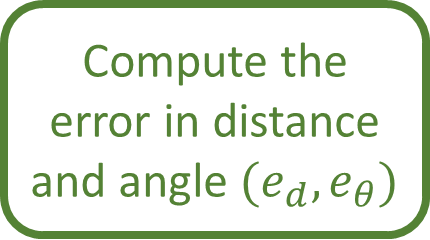 Compute the
error in distance
and angle (e_d, e_θ)